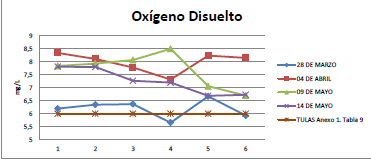 Oxígeno Disuelto
mg/L
9
8,5
8
7,5
7
6,5
6
5,5
5
1 2 3 4 5 6
28 DE MARZO
04 DE ABRIL
09 DE MAYO
14 DE MAYO
TULAS Anexo 1. Tabla 9